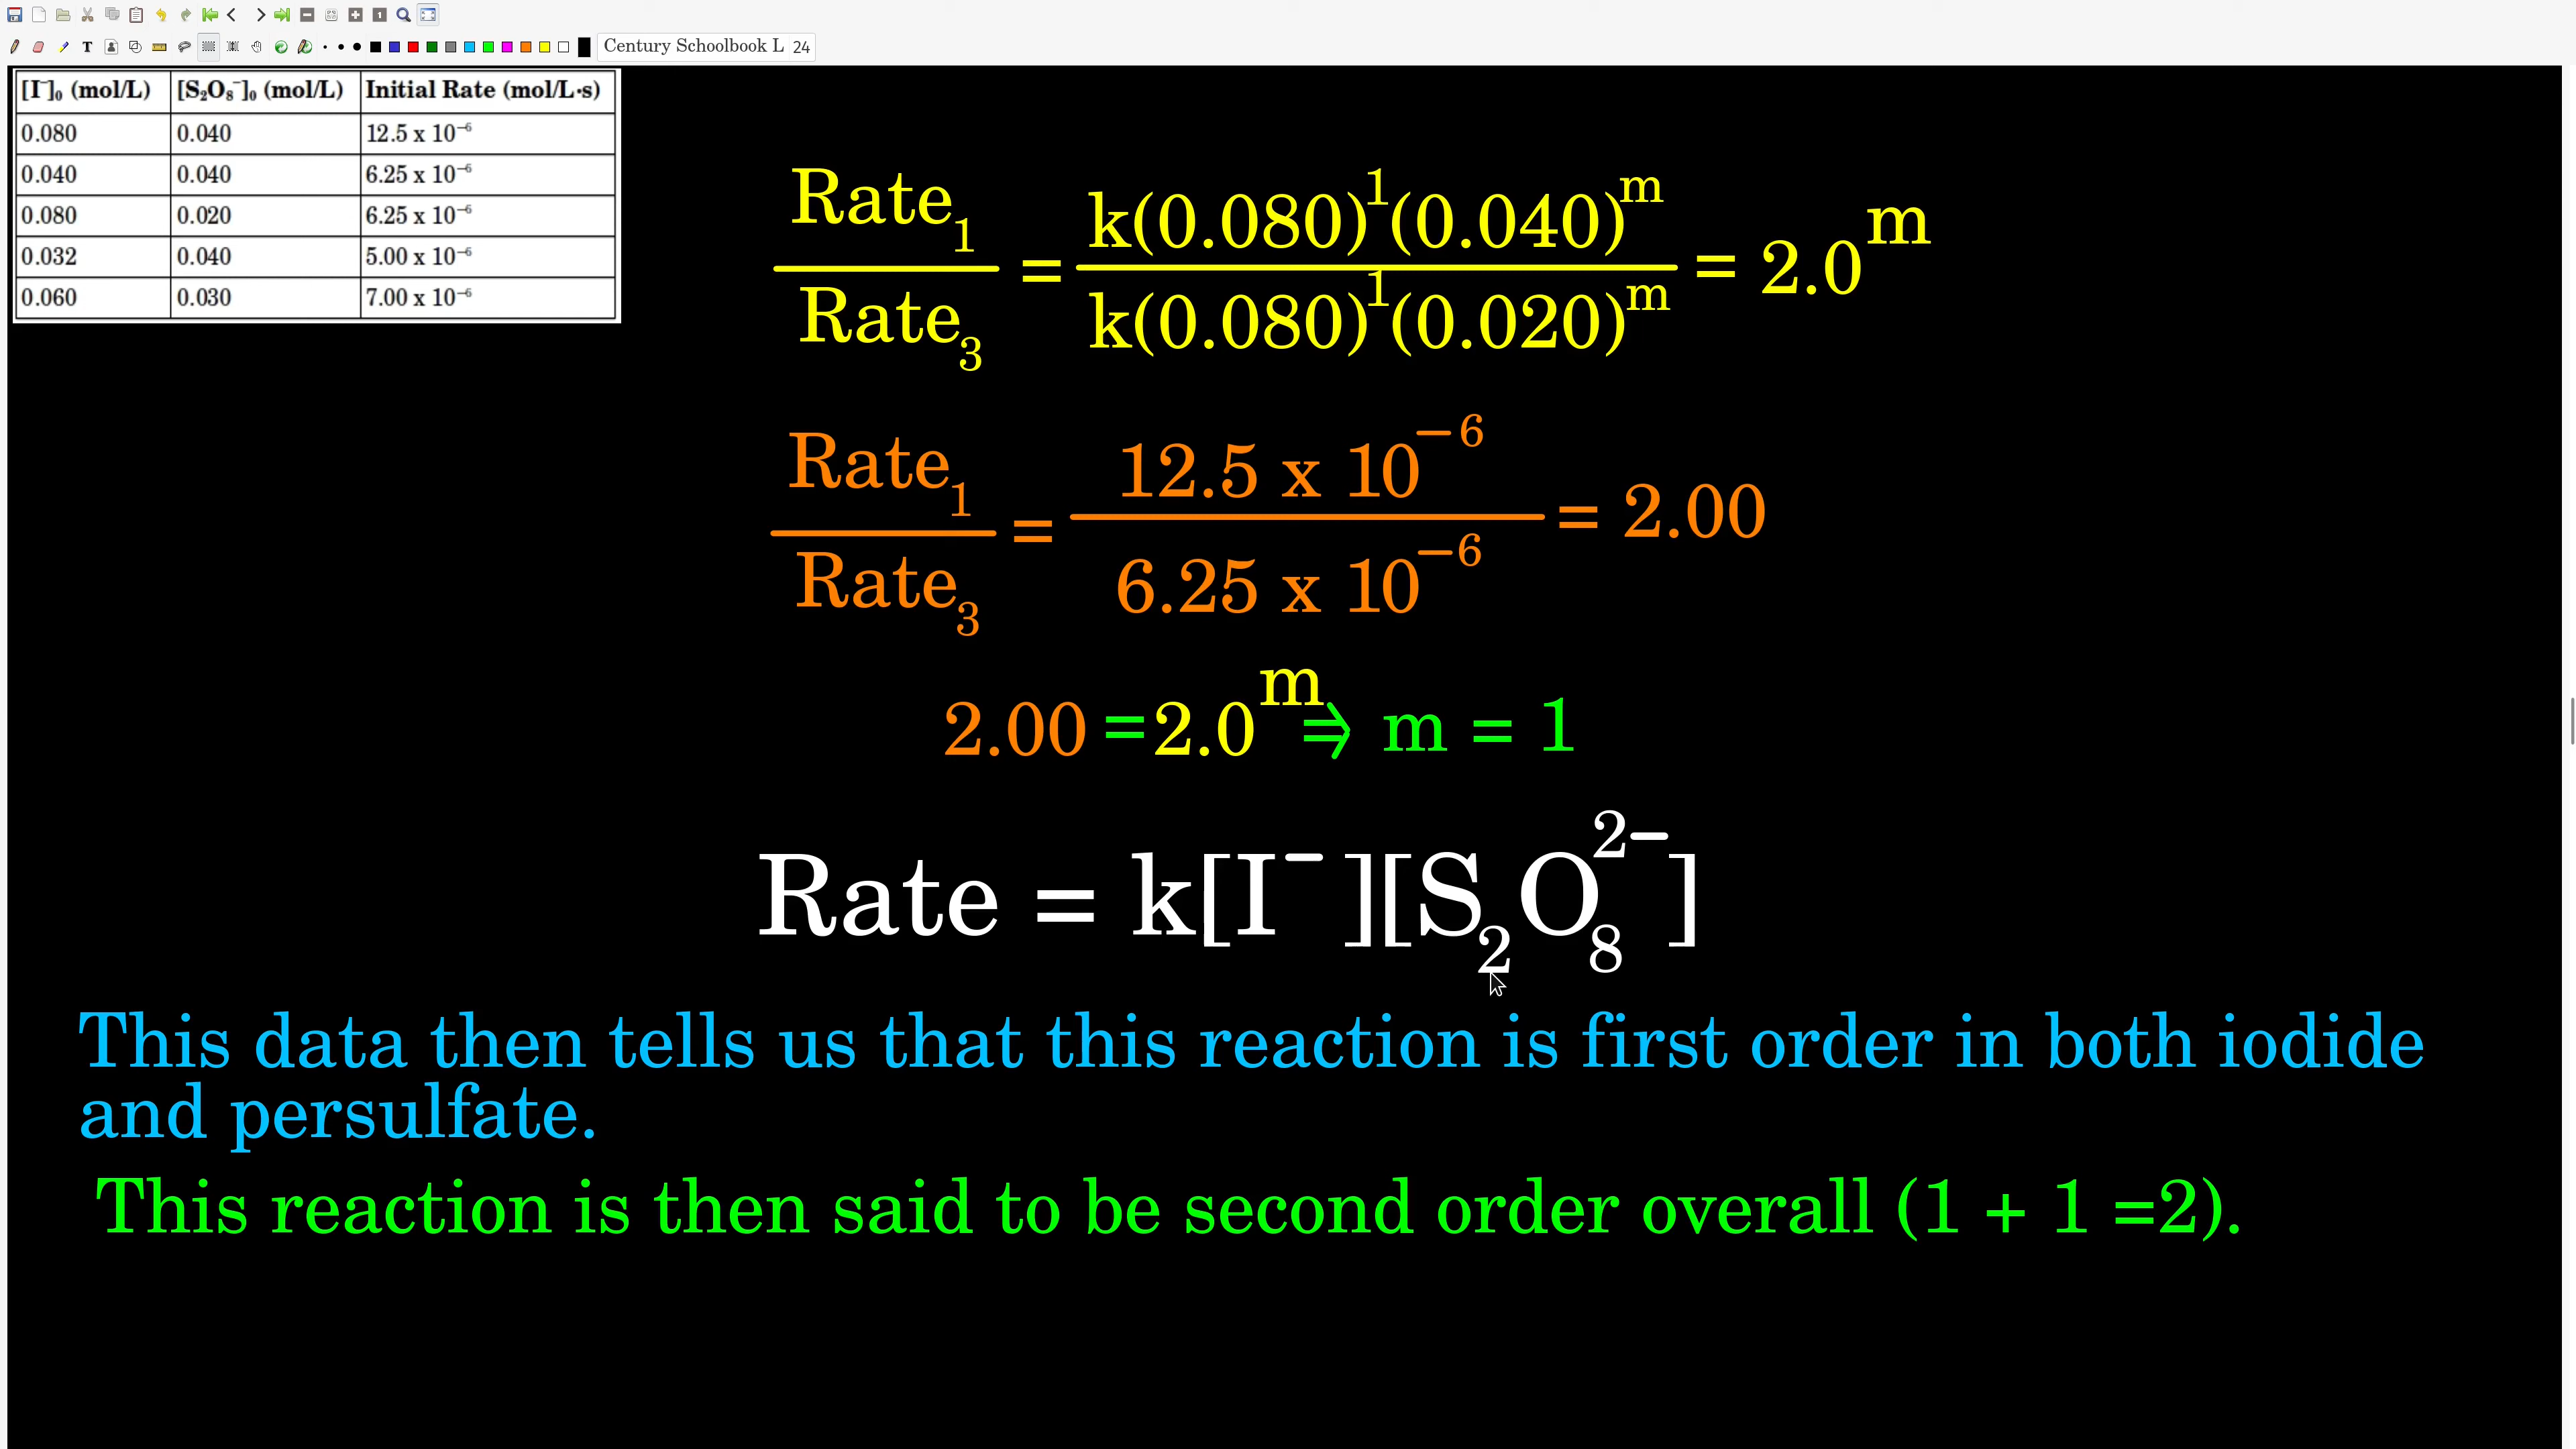 Century Schoolbook L 24
[I⁻]₀ (mol/L) [S₂O₈⁻]₀ (mol/L) Initial Rate (mol/L·s)
0.080 0.040 12.5 x 10⁻⁶
0.040 0.040 6.25 x 10⁻⁶
0.080 0.020 6.25 x 10⁻⁶
0.032 0.040 5.00 x 10⁻⁶
0.060 0.030 7.00 x 10⁻⁶
Rate₁ / Rate₃ = k(0.080)¹(0.040)ᵐ / k(0.080)¹(0.020)ᵐ = 2.0ᵐ
Rate₁ / Rate₃ = 12.5 x 10⁻⁶ / 6.25 x 10⁻⁶ = 2.00
2.00 = 2.0ᵐ ⇒ m = 1
Rate = k[I⁻][S₂O₈²⁻]
This data then tells us that this reaction is first order in both iodide
and persulfate.
This reaction is then said to be second order overall (1 + 1 =2).